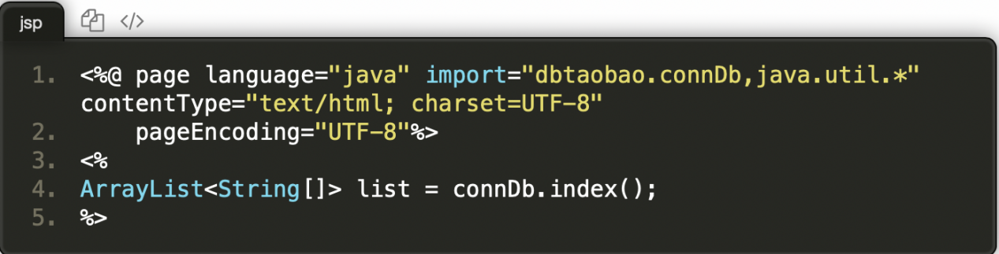 jsp
</>
1. <%@ page language="java" import="dbtaobao.connDb,java.util.*"
contentType="text/html; charset=UTF-8"
2.     pageEncoding="UTF-8"%>
3. <%
4. ArrayList<String[]> list = connDb.index();
5. %>